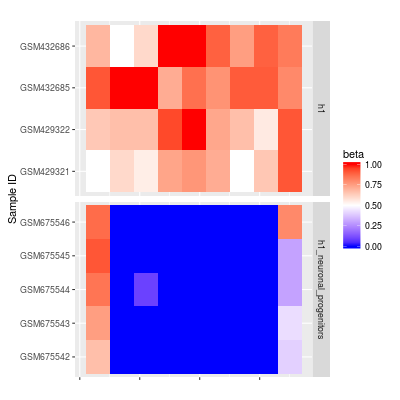 GSM432686
GSM432685
GSM429322
GSM429321
h1
GSM675546
GSM675545
GSM675544
GSM675543
GSM675542
h1_neuronal_progenitors
Sample ID
beta
1.00
0.75
0.50
0.25
0.00